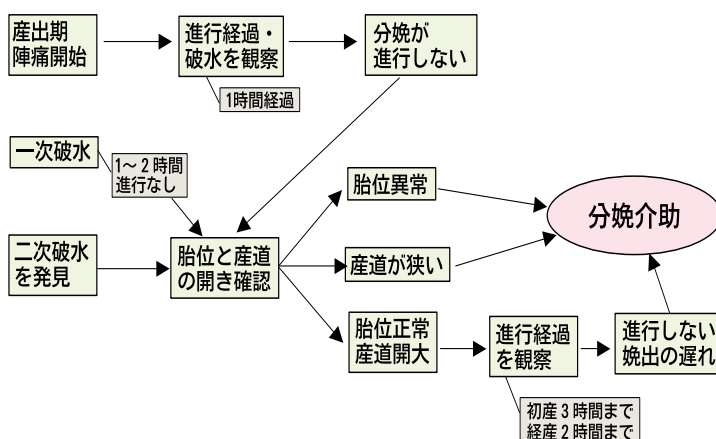 産出期
陣痛開始
進行経過・
破水を観察
分娩が
進行しない
1時間経過
一次破水
1～2時間
進行なし
胎位異常
分娩介助
二次破水
を発見
胎位と産道
の開き確認
産道が狭い
胎位正常
産道開大
進行経過
を観察
進行しない
娩出の遅れ
初産3時間まで
経産2時間まで